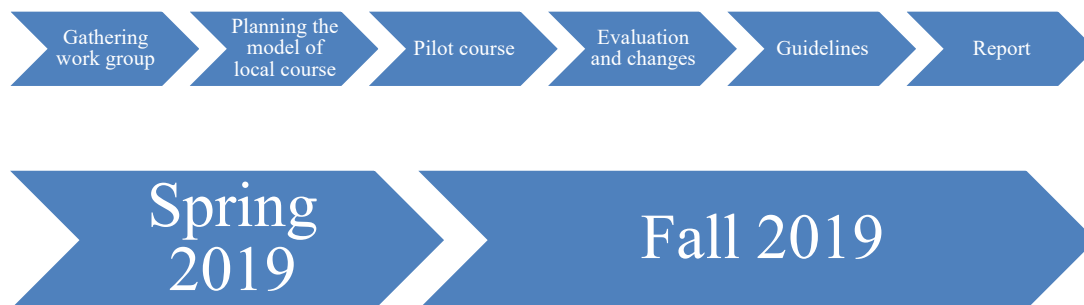 Gathering
work group
Planning the
model of
local course
Pilot course
Evaluation
and changes
Guidelines
Report
Spring
2019
Fall 2019